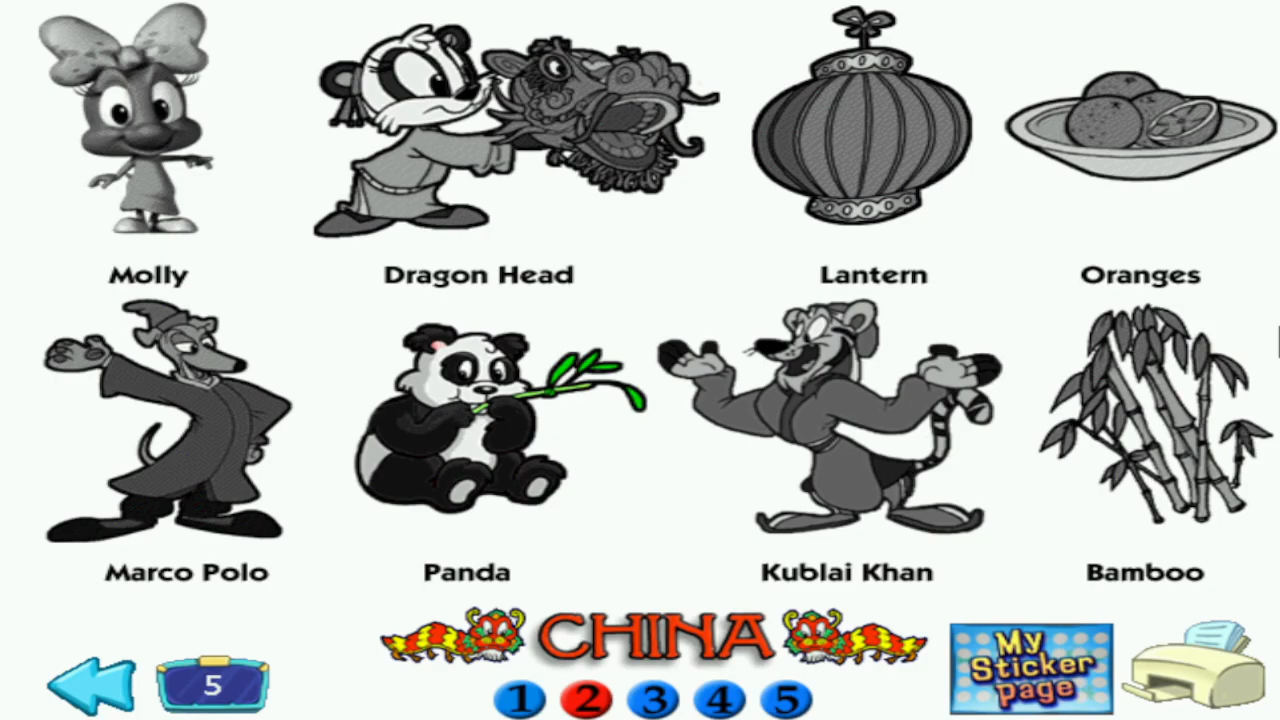 Molly
Dragon Head
Lantern
Oranges
Marco Polo
Panda
Kublai Khan
Bamboo
CHINA
My
Sticker
page
5
1 2 3 4 5